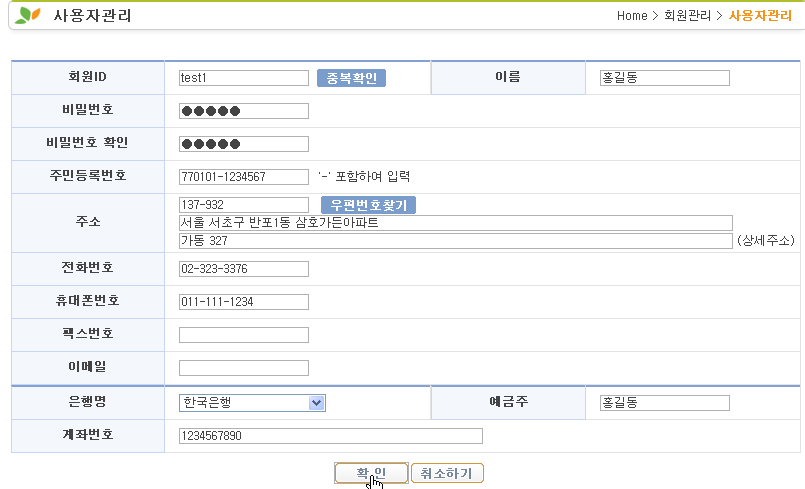 사용자관리
Home > 회원관리 > 사용자관리
회원ID test1 중복확인 이름 홍길동
비밀번호 ●●●●●
비밀번호 확인 ●●●●●
주민등록번호 770101-1234567 '-' 포함하여 입력
137-932 우편번호찾기
주소 서울 서초구 반포1동 삼호가든아파트
가동 327 (상세주소)
전화번호 02-323-3376
휴대폰번호 011-111-1234
팩스번호
이메일
은행명 한국은행 예금주 홍길동
계좌번호 1234567890
확 인 취소하기